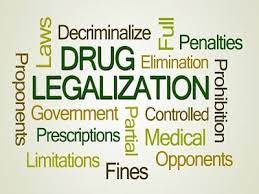 Laws
Decriminalize
Full
Penalties
DRUG
Elimination
LEGALIZATION
Proponents
Prohibition
Government
Controlled
Prescriptions
Partial
Medical
Limitations
Opponents
Fines